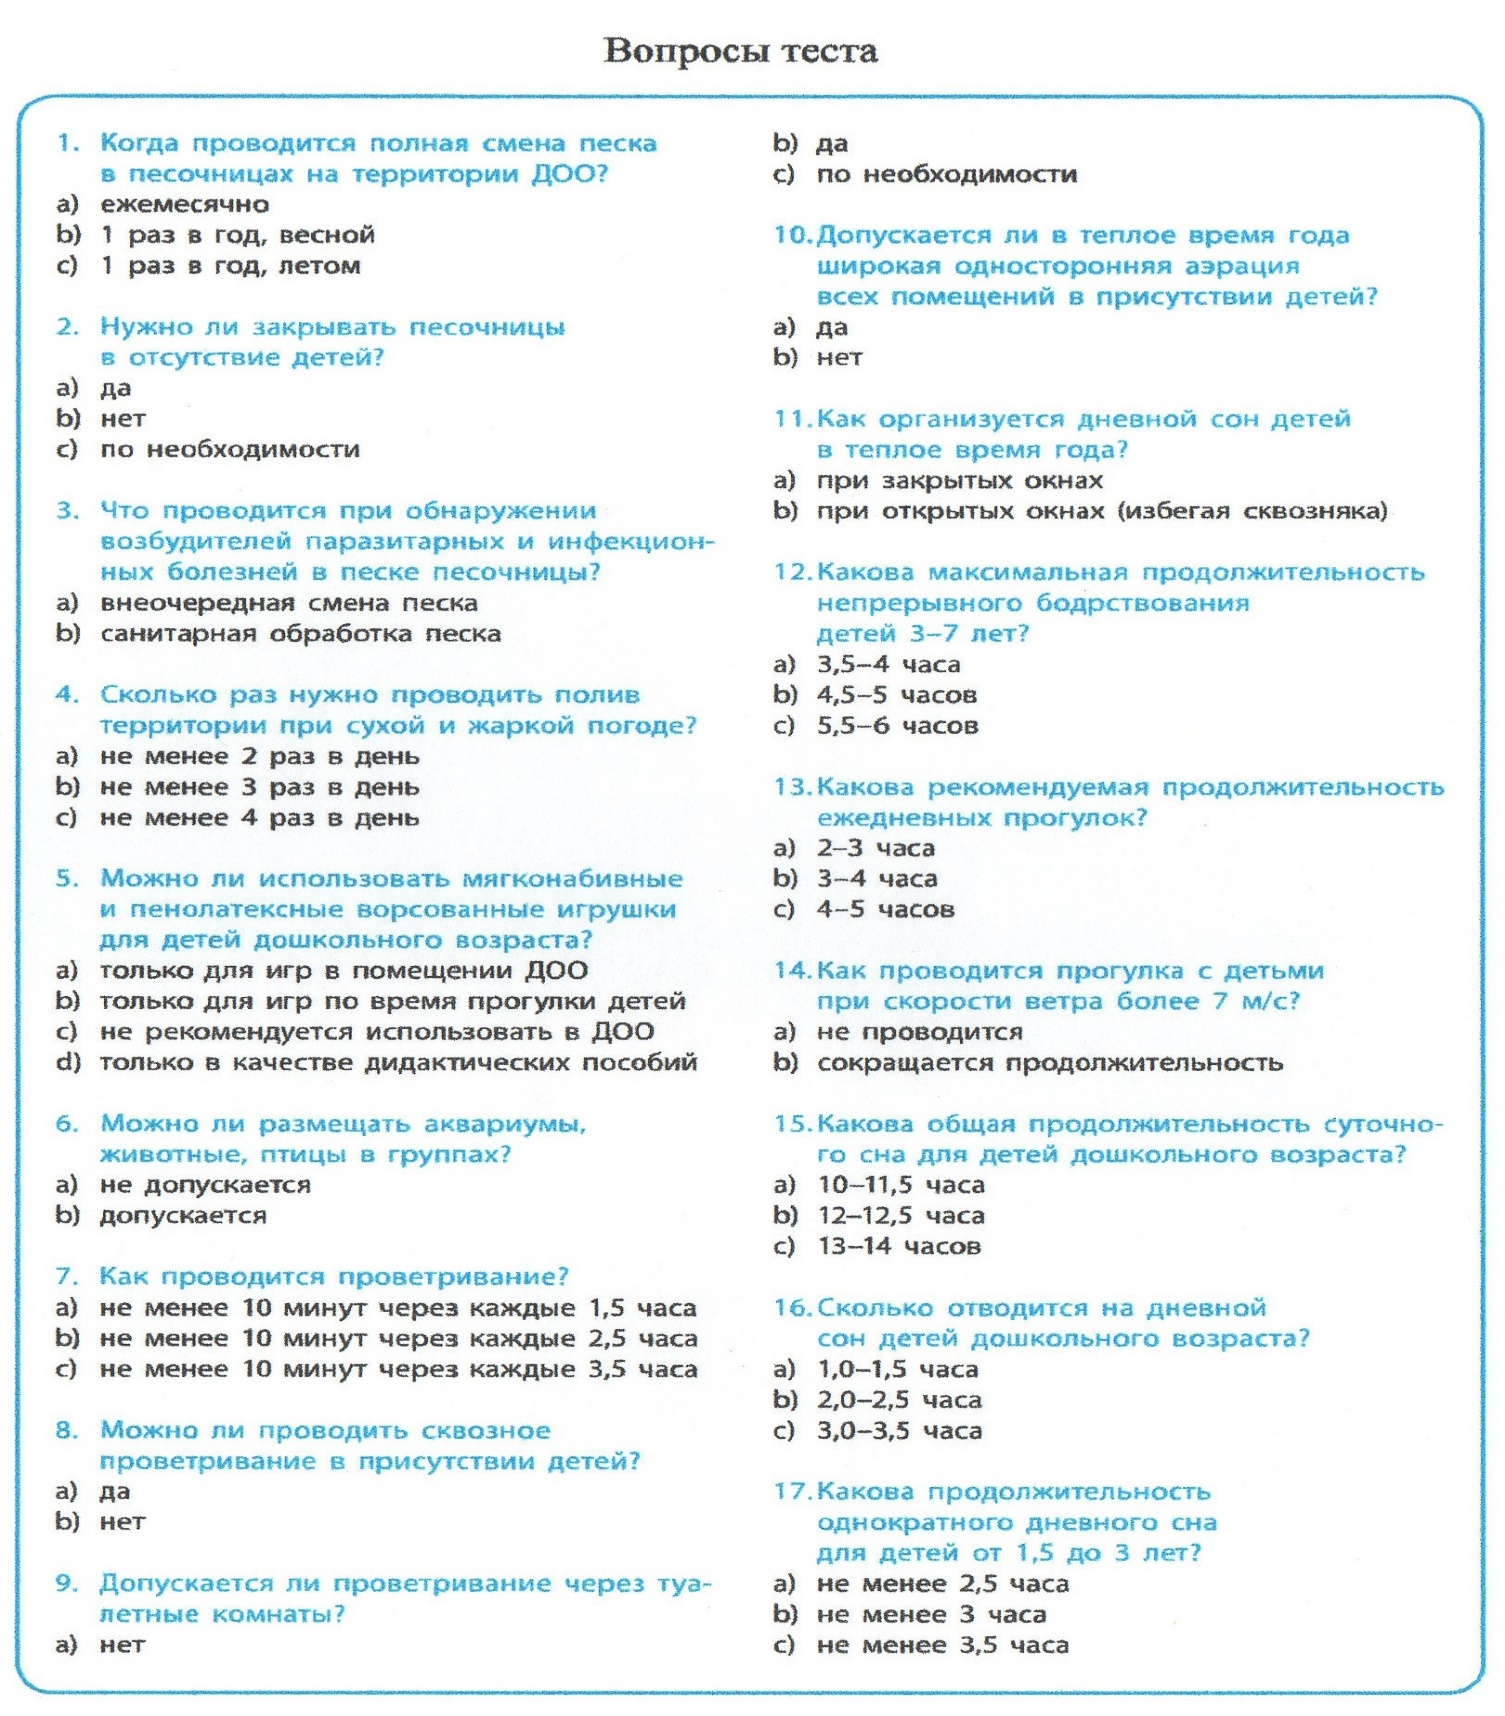 Вопросы теста
1. Когда проводится полная смена песка
в песочницах на территории ДОО?
a) ежемесячно
b) 1 раз в год, весной
c) 1 раз в год, летом
2. Нужно ли закрывать песочницы
в отсутствие детей?
a) да
b) нет
c) по необходимости
3. Что проводится при обнаружении
возбудителей паразитарных и инфекцион-
ных болезней в песке песочницы?
a) внеочередная смена песка
b) санитарная обработка песка
4. Сколько раз нужно проводить полив
территории при сухой и жаркой погоде?
a) не менее 2 раз в день
b) не менее 3 раз в день
c) не менее 4 раз в день
5. Можно ли использовать мягконабивные
и пенолатексные ворсованные игрушки
для детей дошкольного возраста?
a) только для игр в помещении ДОО
b) только для игр по время прогулки детей
c) не рекомендуется использовать в ДОО
d) только в качестве дидактических пособий
6. Можно ли размещать аквариумы,
животные, птицы в группах?
a) не допускается
b) допускается
7. Как проводится проветривание?
a) не менее 10 минут через каждые 1,5 часа
b) не менее 10 минут через каждые 2,5 часа
c) не менее 10 минут через каждые 3,5 часа
8. Можно ли проводить сквозное
проветривание в присутствии детей?
a) да
b) нет
9. Допускается ли проветривание через туа-
летные комнаты?
a) нет
b) да
c) по необходимости
10. Допускается ли в теплое время года
широкая односторонняя аэрация
всех помещений в присутствии детей?
a) да
b) нет
11. Как организуется дневной сон детей
в теплое время года?
a) при закрытых окнах
b) при открытых окнах (избегая сквозняка)
12. Какова максимальная продолжительность
непрерывного бодрствования
детей 3–7 лет?
a) 3,5–4 часа
b) 4,5–5 часов
c) 5,5–6 часов
13. Какова рекомендуемая продолжительность
ежедневных прогулок?
a) 2–3 часа
b) 3–4 часа
c) 4–5 часов
14. Как проводится прогулка с детьми
при скорости ветра более 7 м/с?
a) не проводится
b) сокращается продолжительность
15. Какова общая продолжительность суточно-
го сна для детей дошкольного возраста?
a) 10–11,5 часа
b) 12–12,5 часа
c) 13–14 часов
16. Сколько отводится на дневной
сон детей дошкольного возраста?
a) 1,0–1,5 часа
b) 2,0–2,5 часа
c) 3,0–3,5 часа
17. Какова продолжительность
однократного дневного сна
для детей от 1,5 до 3 лет?
a) не менее 2,5 часа
b) не менее 3 часа
c) не менее 3,5 часа